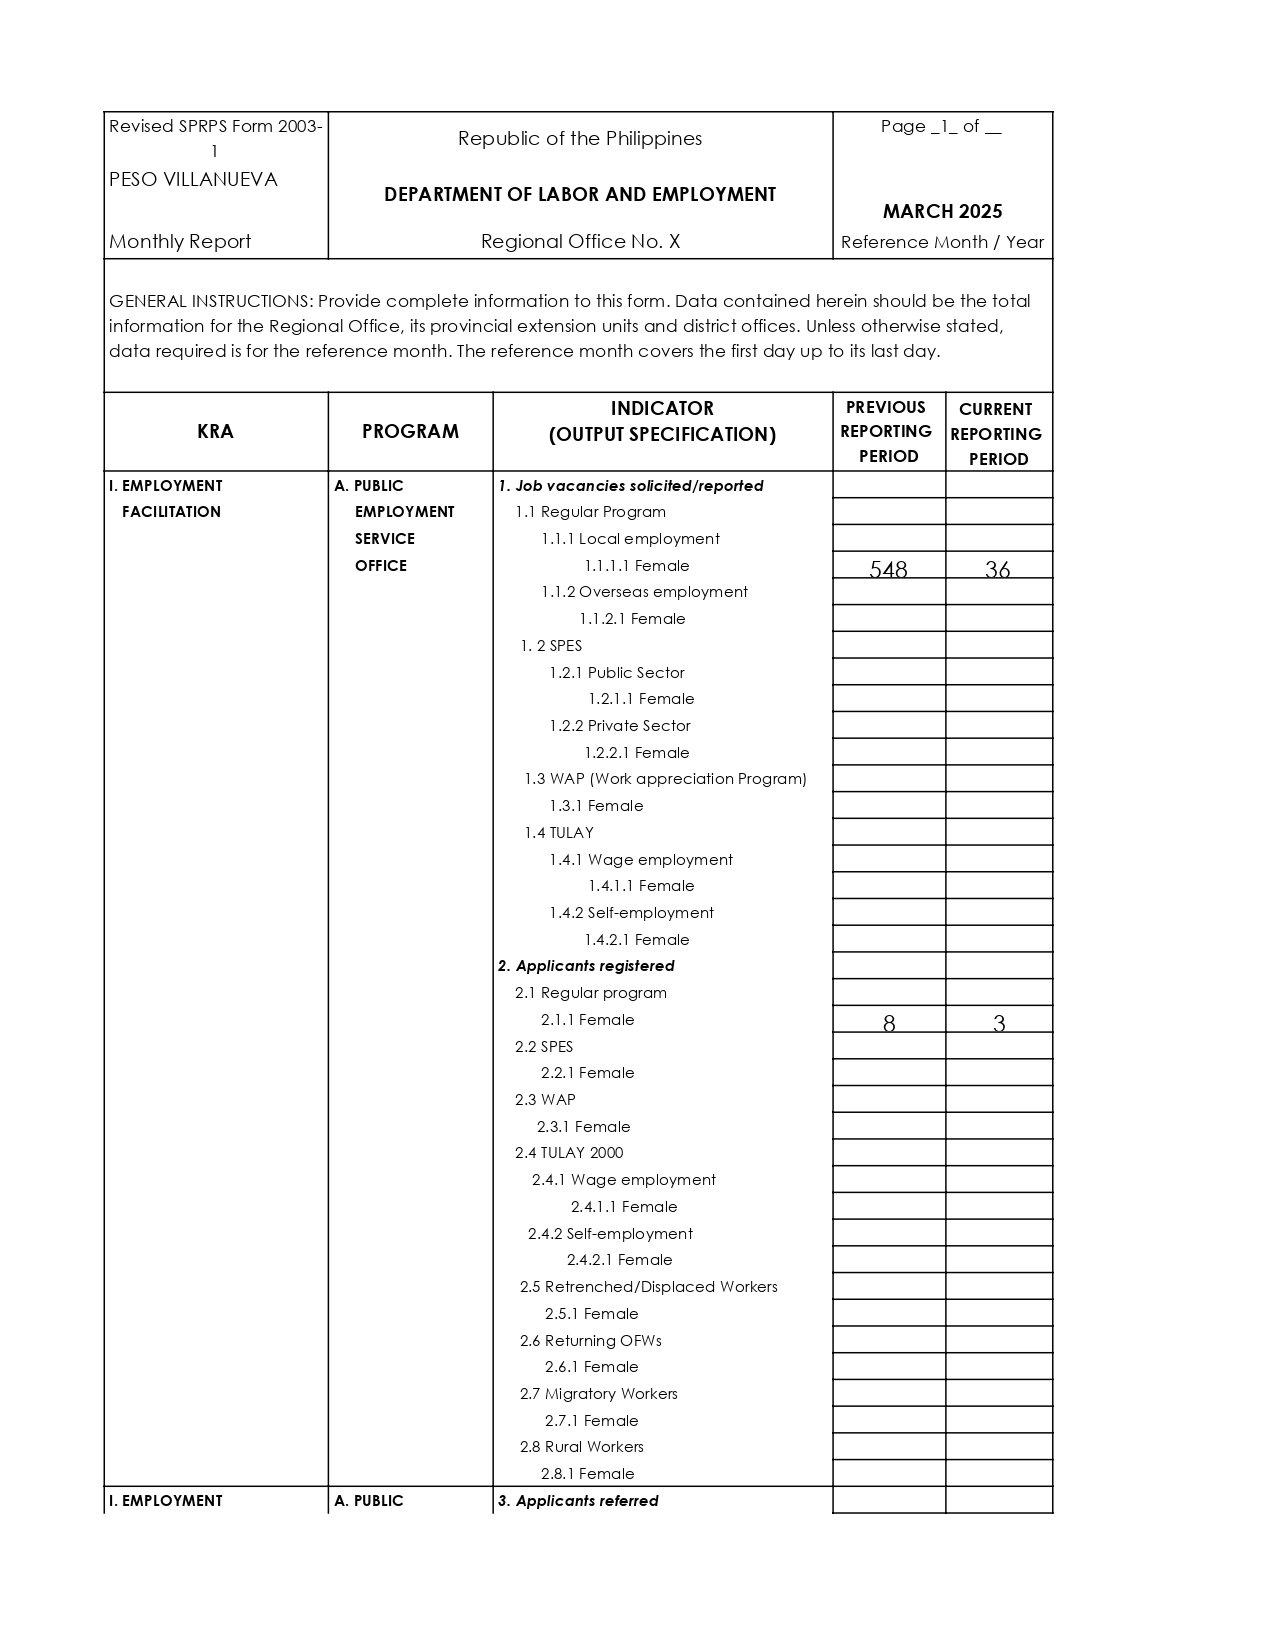 Revised SPRPS Form 2003-
1
PESO VILLANUEVA
Monthly Report
Republic of the Philippines
DEPARTMENT OF LABOR AND EMPLOYMENT
Regional Office No. X
Page _1_ of __
MARCH 2025
Reference Month / Year
GENERAL INSTRUCTIONS: Provide complete information to this form. Data contained herein should be the total
information for the Regional Office, its provincial extension units and district offices. Unless otherwise stated,
data required is for the reference month. The reference month covers the first day up to its last day.
KRA
PROGRAM
INDICATOR
(OUTPUT SPECIFICATION)
PREVIOUS
REPORTING
PERIOD
CURRENT
REPORTING
PERIOD
I. EMPLOYMENT
FACILITATION
A. PUBLIC
EMPLOYMENT
SERVICE
OFFICE
1. Job vacancies solicited/reported
1.1 Regular Program
1.1.1 Local employment
1.1.1.1 Female 548 36
1.1.2 Overseas employment
1.1.2.1 Female
1. 2 SPES
1.2.1 Public Sector
1.2.1.1 Female
1.2.2 Private Sector
1.2.2.1 Female
1.3 WAP (Work appreciation Program)
1.3.1 Female
1.4 TULAY
1.4.1 Wage employment
1.4.1.1 Female
1.4.2 Self-employment
1.4.2.1 Female
2. Applicants registered
2.1 Regular program
2.1.1 Female 8 3
2.2 SPES
2.2.1 Female
2.3 WAP
2.3.1 Female
2.4 TULAY 2000
2.4.1 Wage employment
2.4.1.1 Female
2.4.2 Self-employment
2.4.2.1 Female
2.5 Retrenched/Displaced Workers
2.5.1 Female
2.6 Returning OFWs
2.6.1 Female
2.7 Migratory Workers
2.7.1 Female
2.8 Rural Workers
2.8.1 Female
I. EMPLOYMENT A. PUBLIC 3. Applicants referred